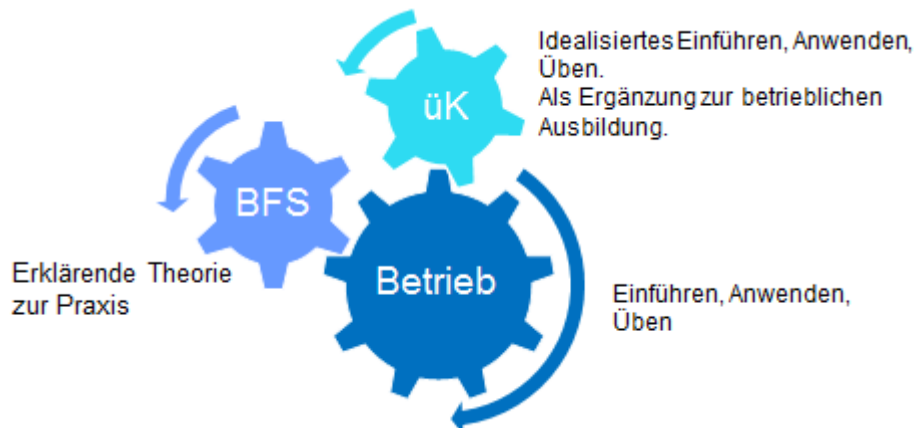 Idealisiertes Einführen, Anwenden,
Üben.
Als Ergänzung zur betrieblichen
Ausbildung.
üK
BFS
Betrieb
Erklärende Theorie
zur Praxis
Einführen, Anwenden,
Üben